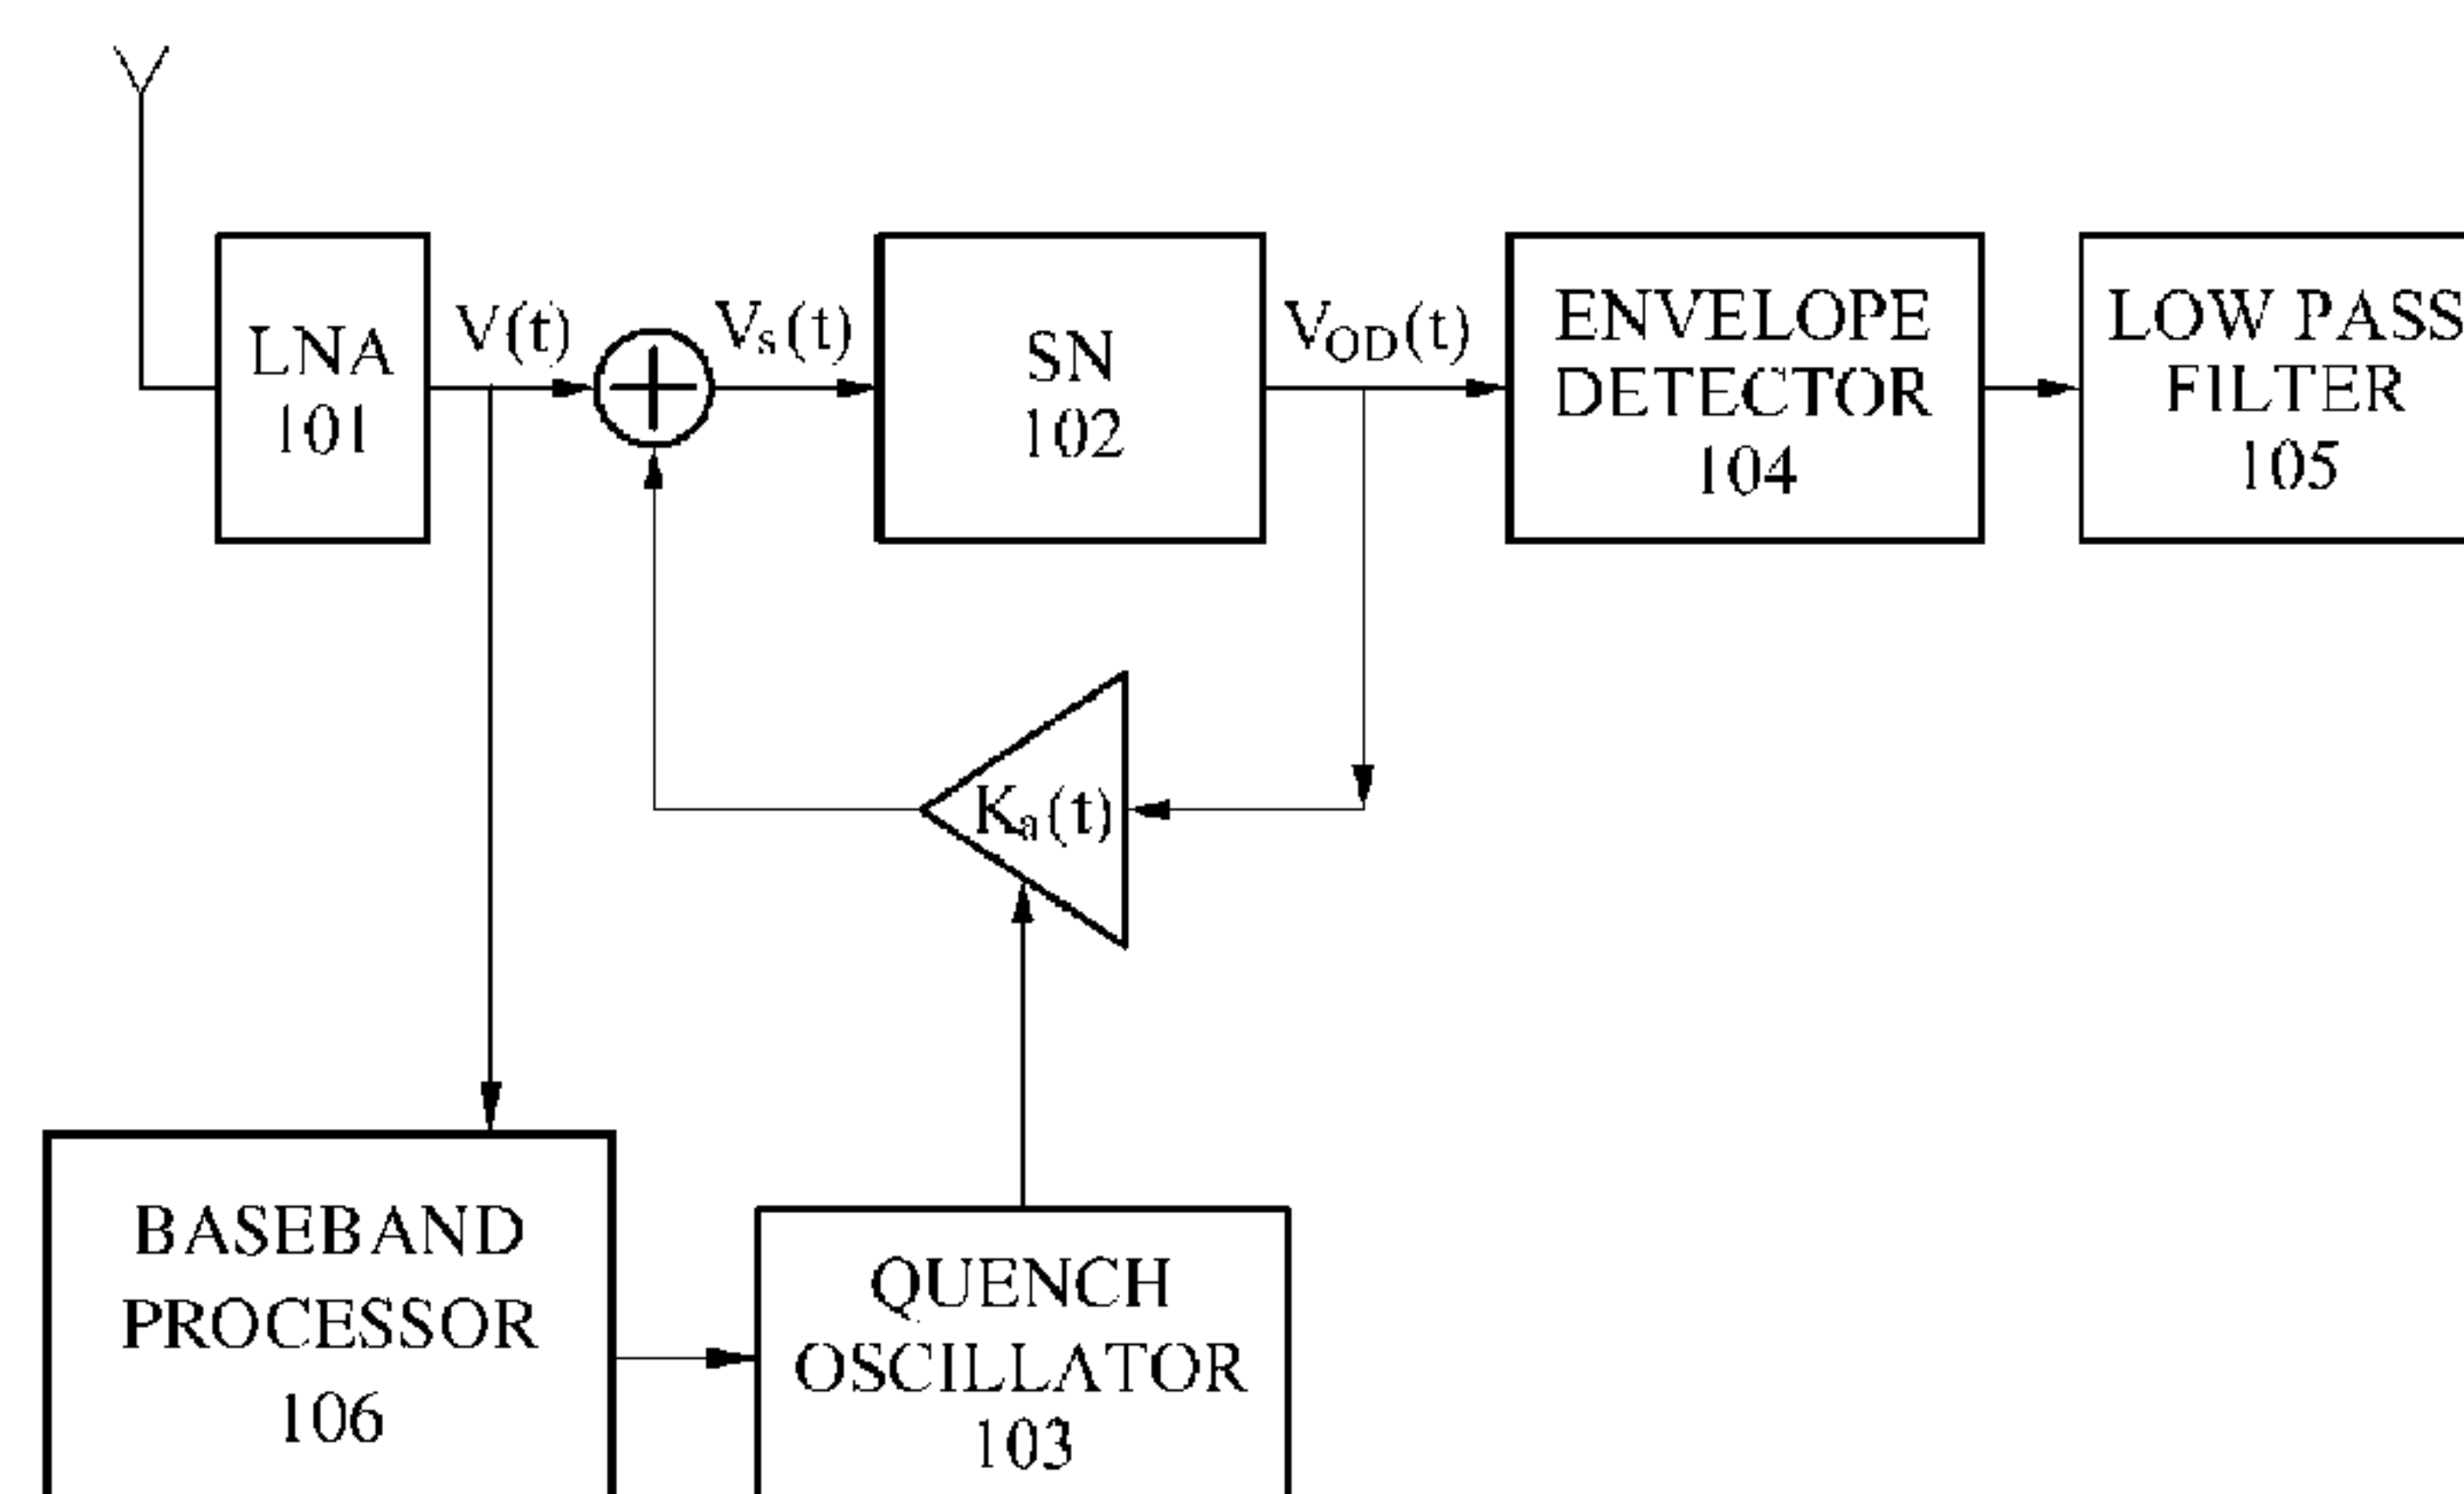 LNA
101
V(t)
Vs(t)
SN
102
VOD(t)
ENVELOPE
DETECTOR
104
LOW PASS
FILTER
105
Ka(t)
BASEBAND
PROCESSOR
106
QUENCH
OSCILLATOR
103